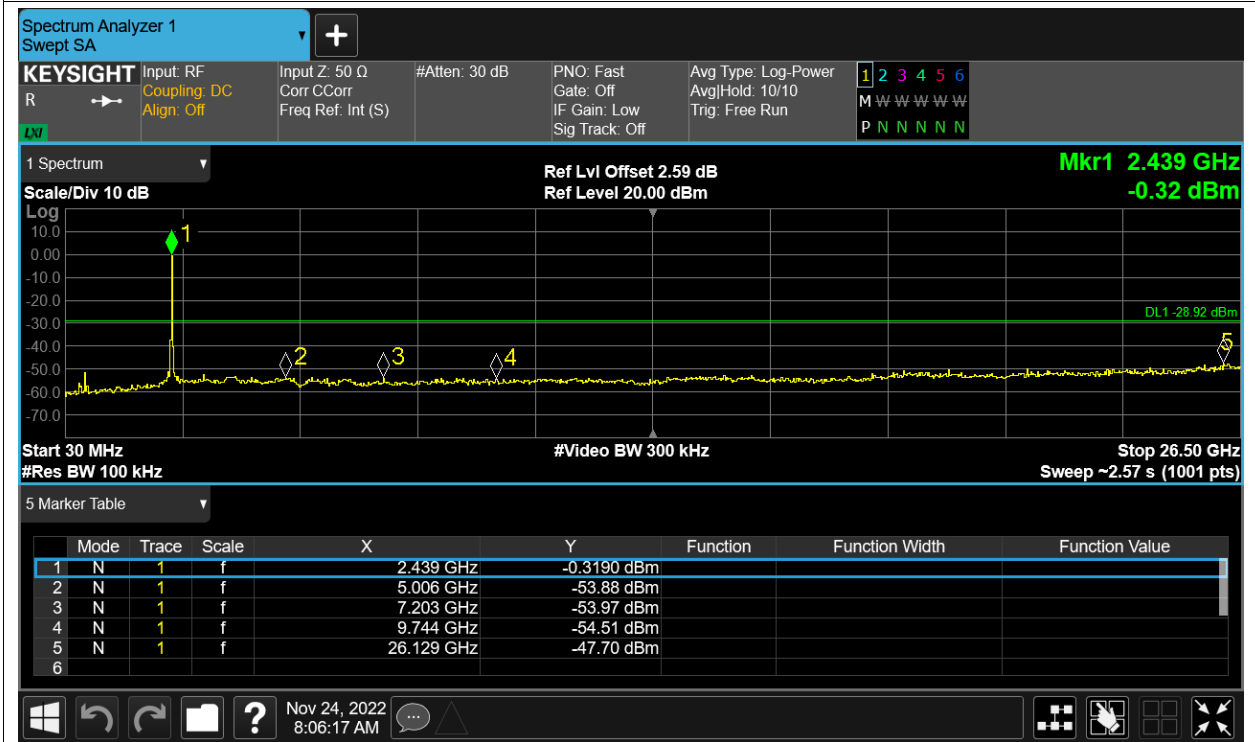 Spectrum Analyzer 1
Swept SA
+
KEYSIGHT Input: RF Input Z: 50 Ω #Atten: 30 dB PNO: Fast Avg Type: Log-Power 1 2 3 4 5 6
R Coupling: DC Corr CCorr Gate: Off Avg|Hold: 10/10 M W W W W W
Align: Off Freq Ref: Int (S) IF Gain: Low Trig: Free Run
LXI Sig Track: Off P N N N N N
1 Spectrum Ref Lvl Offset 2.59 dB Mkr1 2.439 GHz
Scale/Div 10 dB Ref Level 20.00 dBm -0.32 dBm
Log
10.0 1
0.00
-10.0
-20.0
DL1 -28.92 dBm
-30.0
-40.0 2 3 4 5
-50.0
-60.0
-70.0
Start 30 MHz #Video BW 300 kHz Stop 26.50 GHz
#Res BW 100 kHz Sweep ~2.57 s (1001 pts)
5 Marker Table
Mode Trace Scale X Y Function Function Width Function Value
1 N 1 f 2.439 GHz -0.3190 dBm
2 N 1 f 5.006 GHz -53.88 dBm
3 N 1 f 7.203 GHz -53.97 dBm
4 N 1 f 9.744 GHz -54.51 dBm
5 N 1 f 26.129 GHz -47.70 dBm
6
? Nov 24, 2022
8:06:17 AM